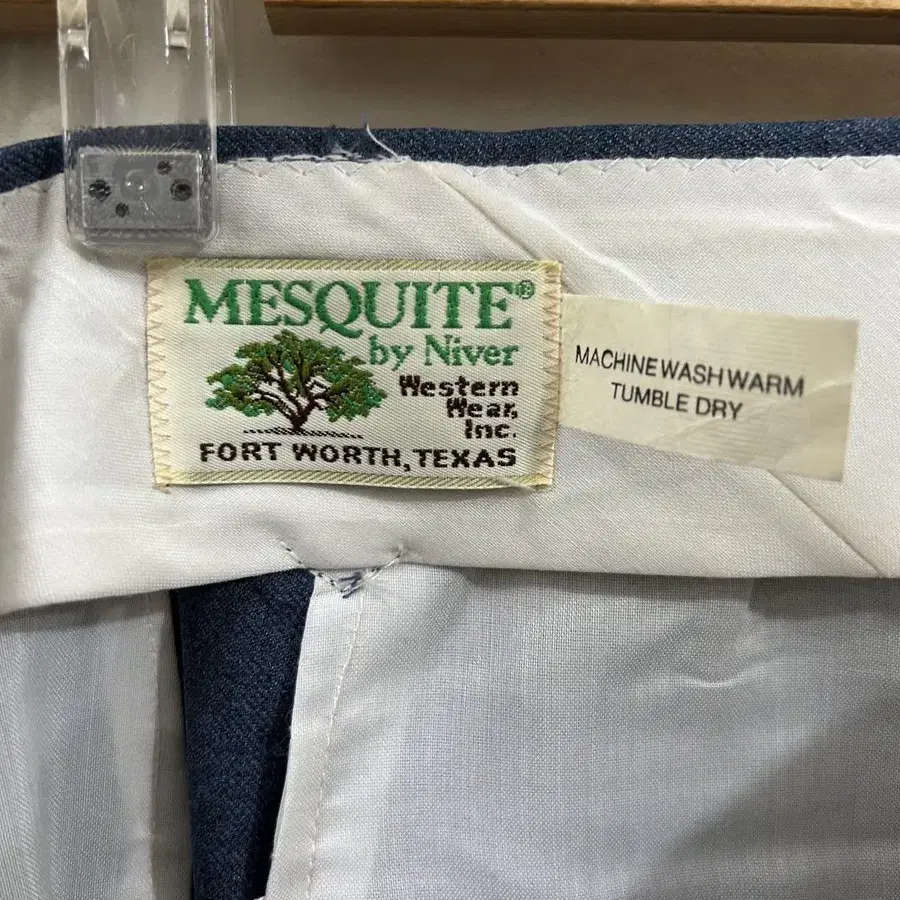 MESQUITE®
by Niver
Western
Wear,
Inc.
FORT WORTH, TEXAS
MACHINE WASH WARM
TUMBLE DRY